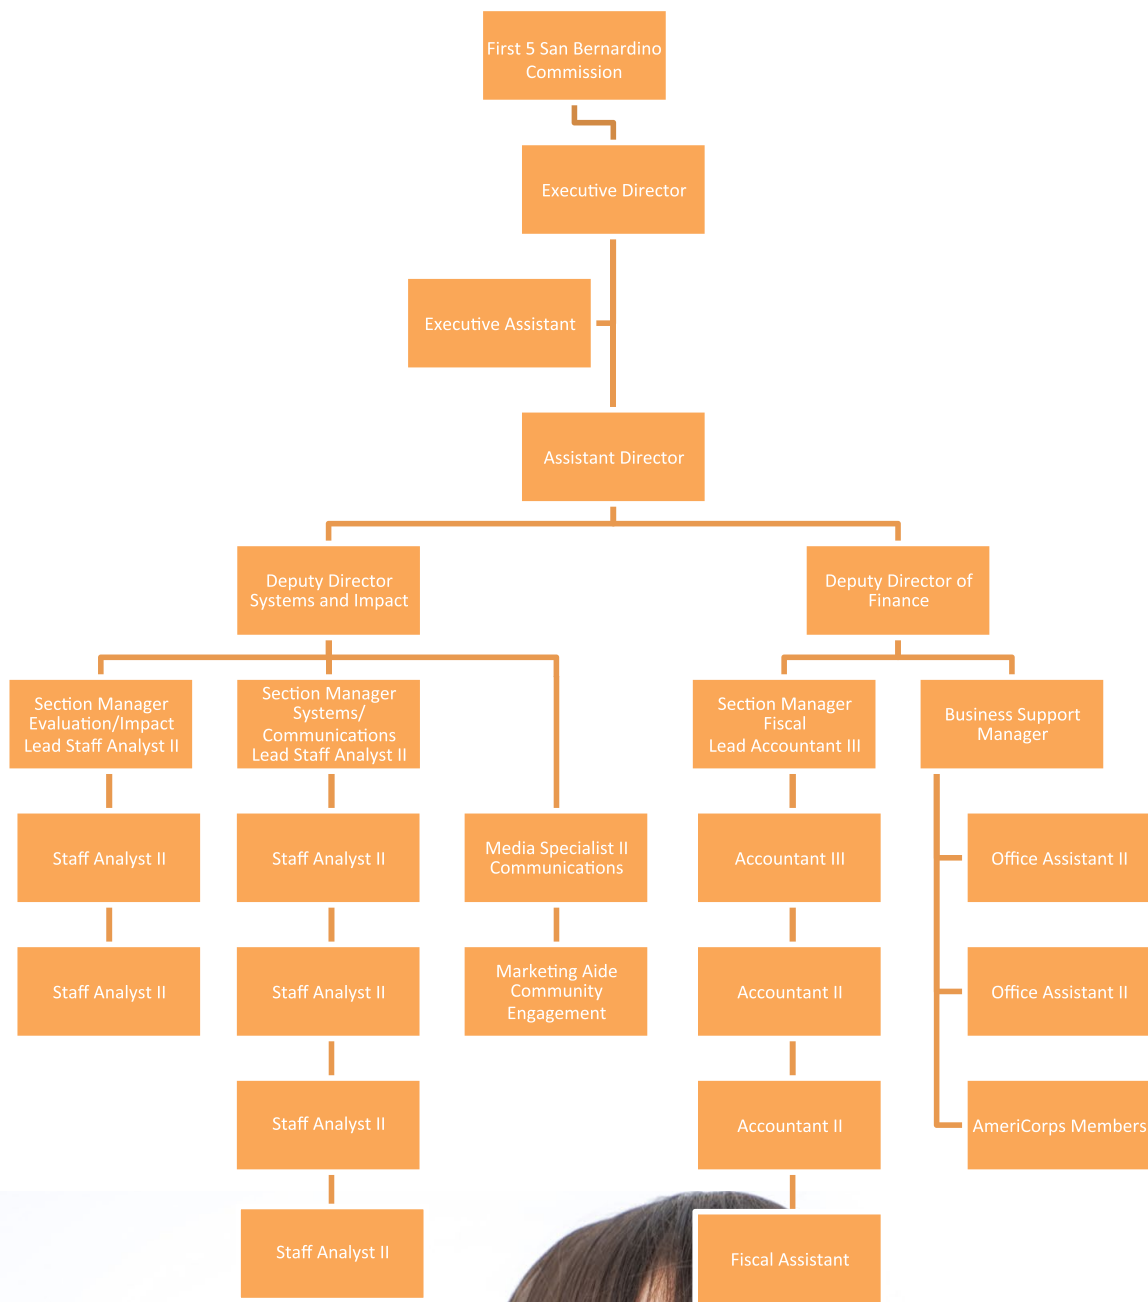 First 5 San Bernardino
Commission
Executive Director
Executive Assistant
Assistant Director
Deputy Director
Systems and Impact
Deputy Director of
Finance
Section Manager
Evaluation/Impact
Lead Staff Analyst II
Section Manager
Systems/
Communications
Lead Staff Analyst II
Section Manager
Fiscal
Lead Accountant III
Business Support
Manager
Staff Analyst II
Staff Analyst II
Media Specialist II
Communications
Accountant III
Office Assistant II
Staff Analyst II
Staff Analyst II
Marketing Aide
Community
Engagement
Accountant II
Office Assistant II
Staff Analyst II
Accountant II
AmeriCorps Members
Staff Analyst II
Fiscal Assistant